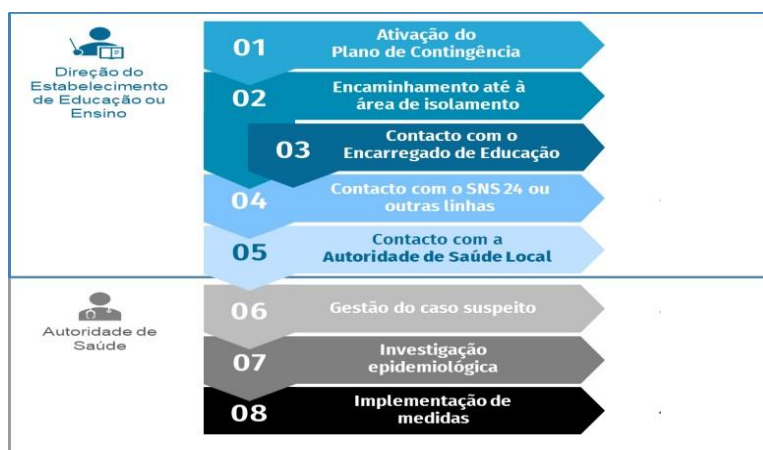 Direção do
Estabelecimento
de Educação ou
Ensino
01
Ativação do
Plano de Contingência
02
Encaminhamento até à
área de isolamento
03
Contacto com o
Encarregado de Educação
04
Contacto com o SNS 24 ou
outras linhas
05
Contacto com a
Autoridade de Saúde Local
Autoridade de
Saúde
06
Gestão do caso suspeito
07
Investigação
epidemiológica
08
Implementação de
medidas